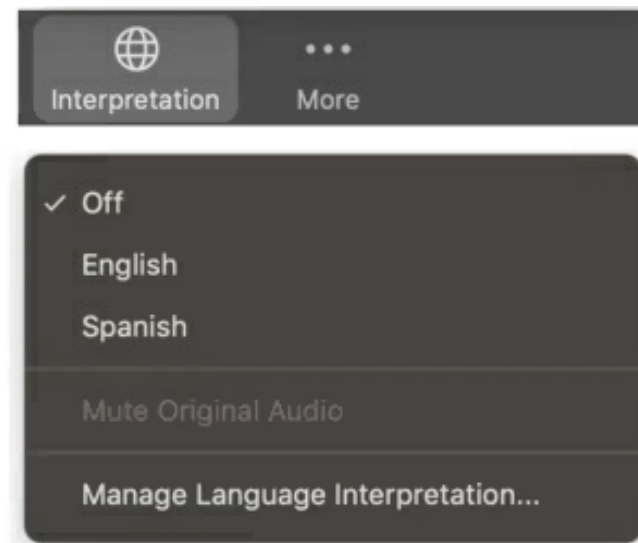 Interpretation More
Off
English
Spanish
Mute Original Audio
Manage Language Interpretation...